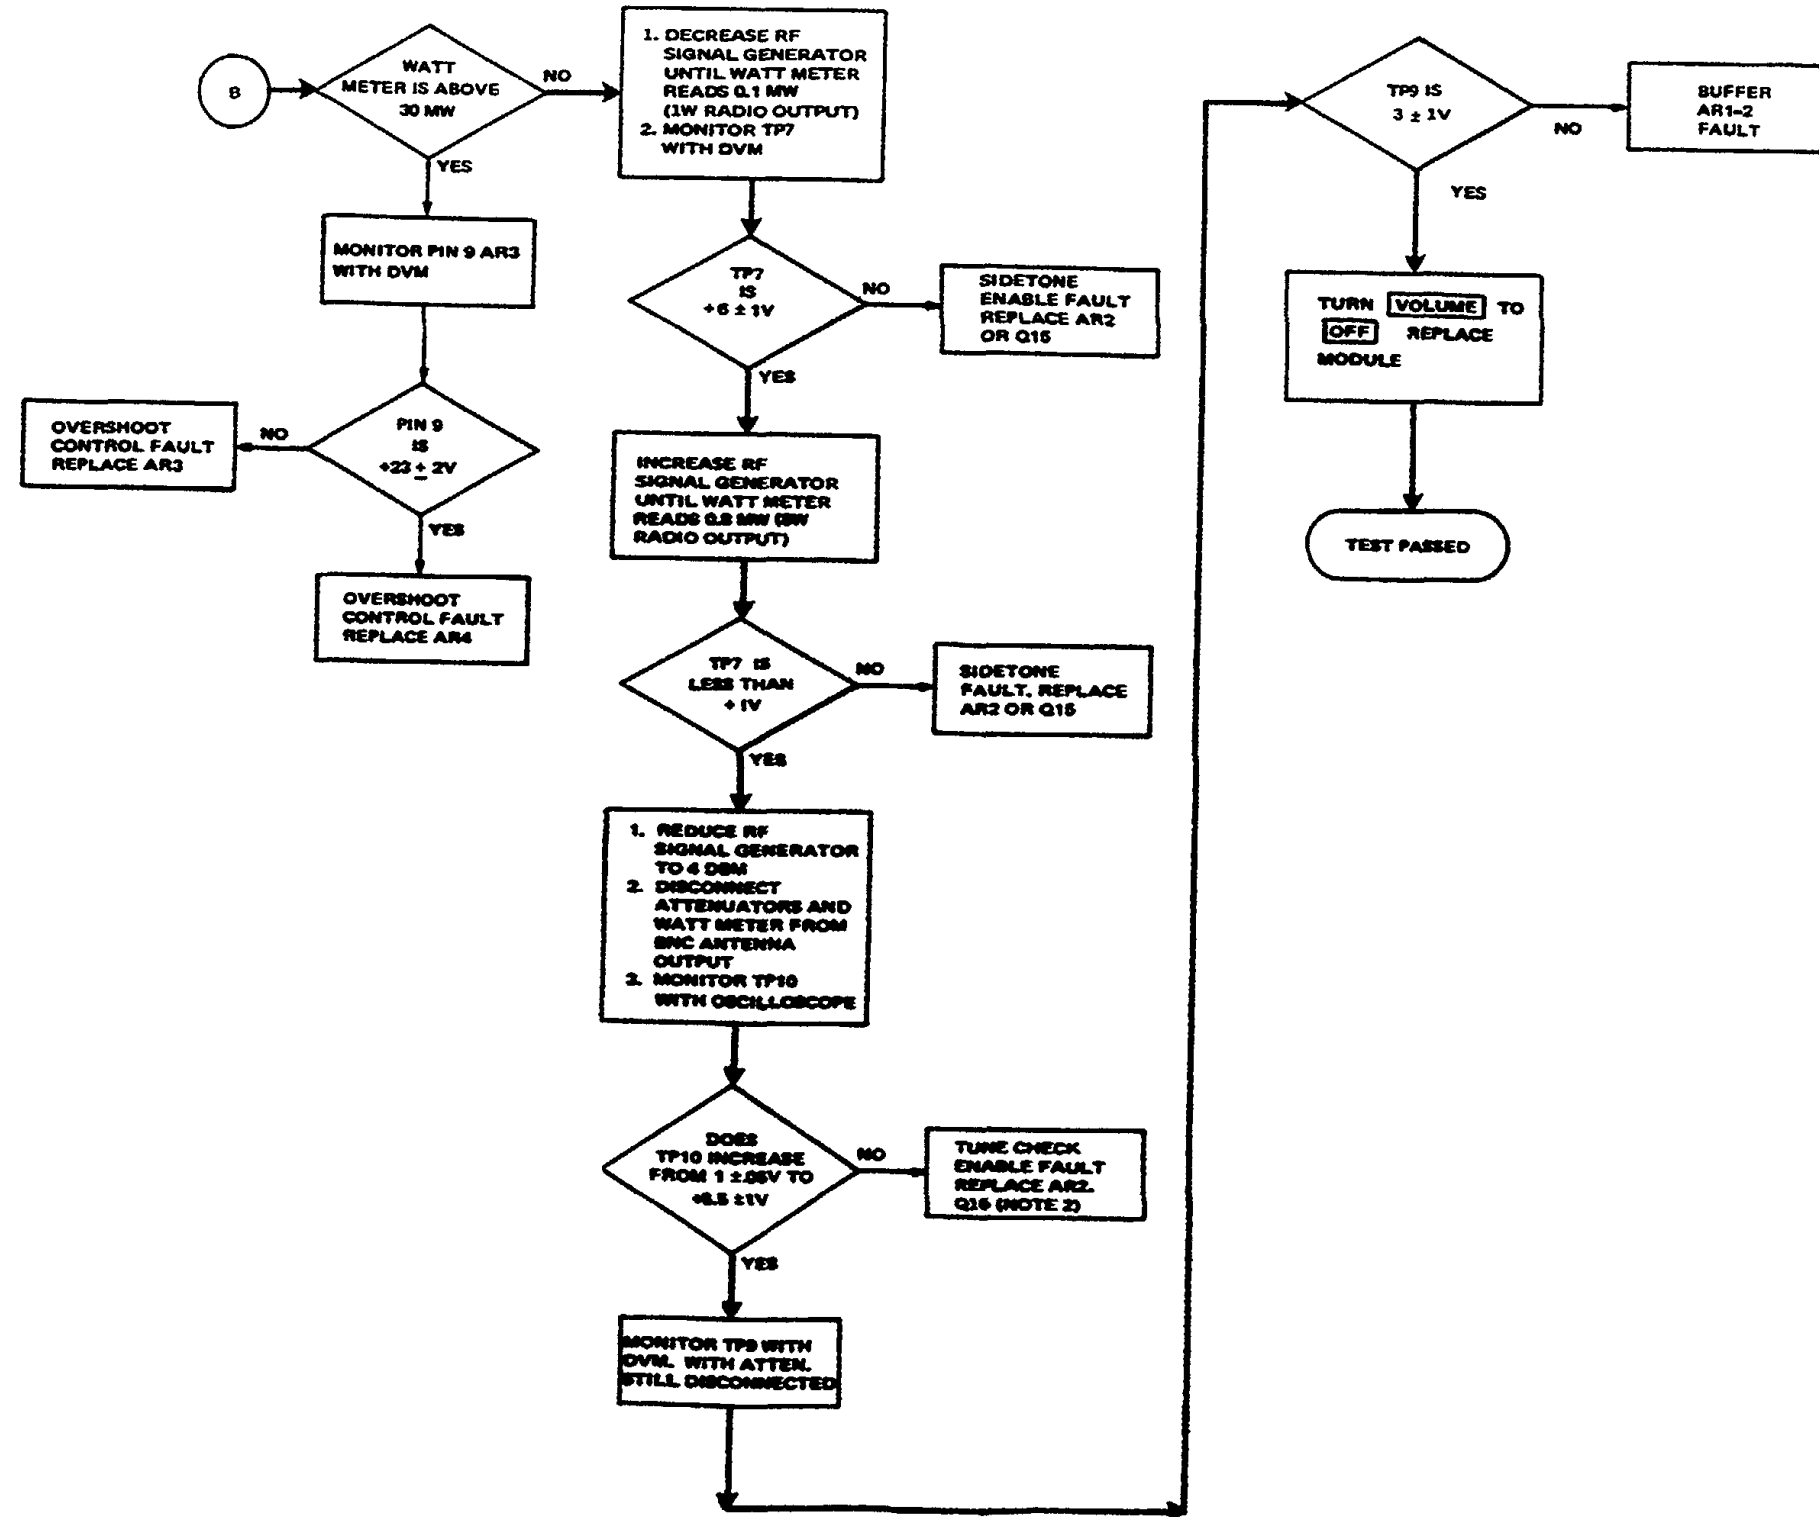 B
WATT
METER IS ABOVE
30 MW
NO
YES
1. DECREASE RF
SIGNAL GENERATOR
UNTIL WATT METER
READS 0.1 MW
(1W RADIO OUTPUT)
2. MONITOR TP7
WITH DVM
MONITOR PIN 9 AR3
WITH DVM
PIN 9
IS
+23 ± 2V
NO
YES
OVERSHOOT
CONTROL FAULT
REPLACE AR3
OVERSHOOT
CONTROL FAULT
REPLACE AR4
TP7
IS
+6 ± 1V
NO
YES
SIDETONE
ENABLE FAULT
REPLACE AR2
OR Q15
INCREASE RF
SIGNAL GENERATOR
UNTIL WATT METER
READS MW
RADIO OUTPUT)
TP7 IS
LESS THAN
+ 1V
NO
YES
SIDETONE
FAULT. REPLACE
AR2 OR Q15
1. REDUCE RF
SIGNAL GENERATOR
TO 4 DBM
2. DISCONNECT
ATTENUATORS AND
WATT METER FROM
BNC ANTENNA
OUTPUT
3. MONITOR TP10
WITH OSCILLOSCOPE
DOES
TP10 INCREASE
FROM 1 TO
±1V
NO
YES
TUNE CHECK
ENABLE FAULT
REPLACE AR2.
(NOTE 2)
MONITOR TP9 WITH
DVM. WITH ATTEN.
STILL DISCONNECTED
TP9 IS
3 ± 1V
NO
YES
BUFFER
AR1-2
FAULT
TURN VOLUME TO
OFF REPLACE
MODULE
TEST PASSED